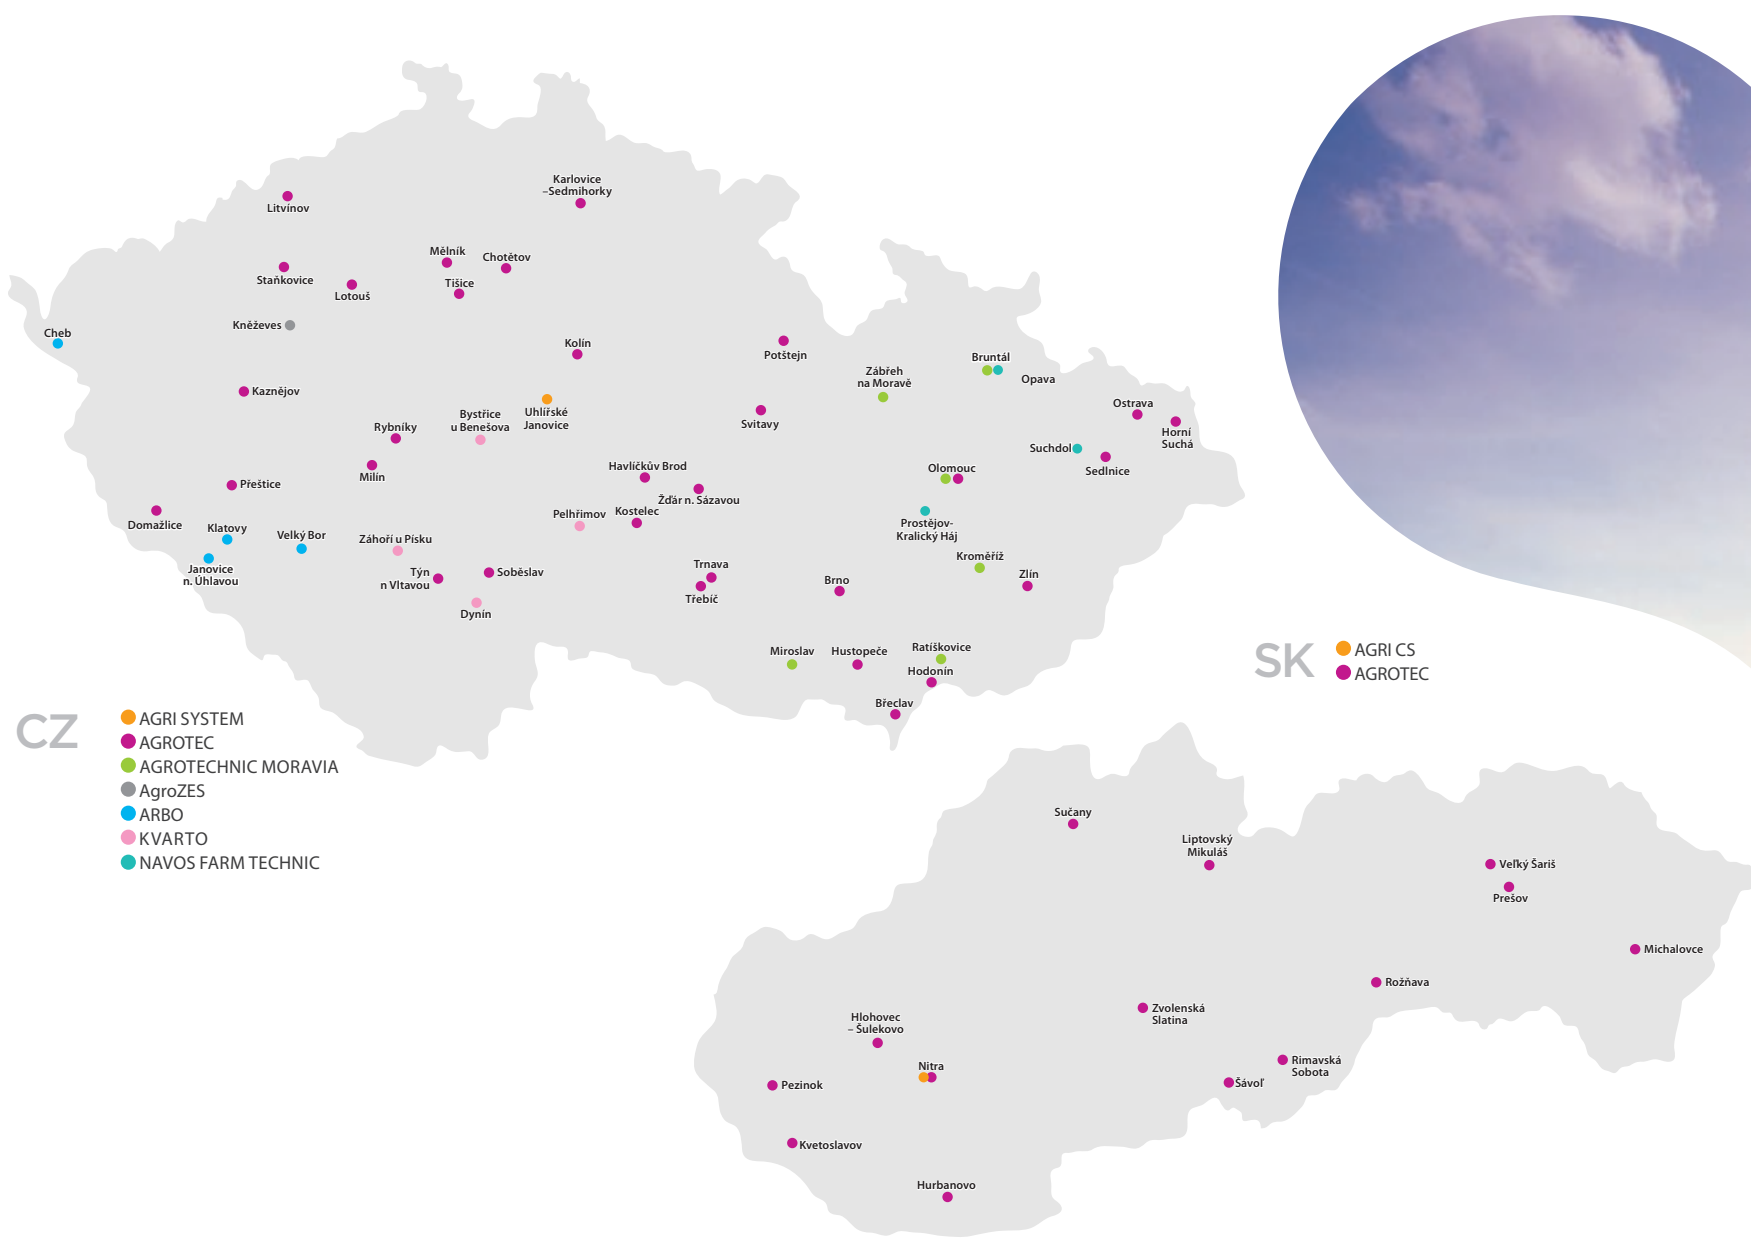 Karlovice
–Sedmihorky
Litvínov
Mělník
Chotětov
Staňkovice
Tišice
Lotouš
Kněževes
Cheb
Kolín
Potštejn
Bruntál
Zábřeh
na Moravě
Opava
Kaznějov
Ostrava
Bystřice
u Benešova
Uhlířské
Janovice
Svitavy
Rybníky
Horní
Suchá
Suchdol
Sedlnice
Havlíčkův Brod
Olomouc
Milín
Přeštice
Žďár n. Sázavou
Pelhřimov
Kostelec
Domažlice
Klatovy
Velký Bor
Záhoří u Písku
Prostějov-
Kralický Háj
Kroměříž
Janovice
n. Úhlavou
Týn
n Vltavou
Soběslav
Trnava
Třebíč
Brno
Zlín
Dynín
Miroslav
Hustopeče
Ratíškovice
Hodonín
Břeclav
SK
AGRI CS
AGROTEC
CZ
AGRI SYSTEM
AGROTEC
AGROTECHNIC MORAVIA
AgroZES
ARBO
KVARTO
NAVOS FARM TECHNIC
Sučany
Liptovský
Mikuláš
Veľký Šariš
Prešov
Michalovce
Rožňava
Zvolenská
Slatina
Hlohovec
– Šulekovo
Nitra
Rimavská
Sobota
Šávoľ
Pezinok
Kvetoslavov
Hurbanovo